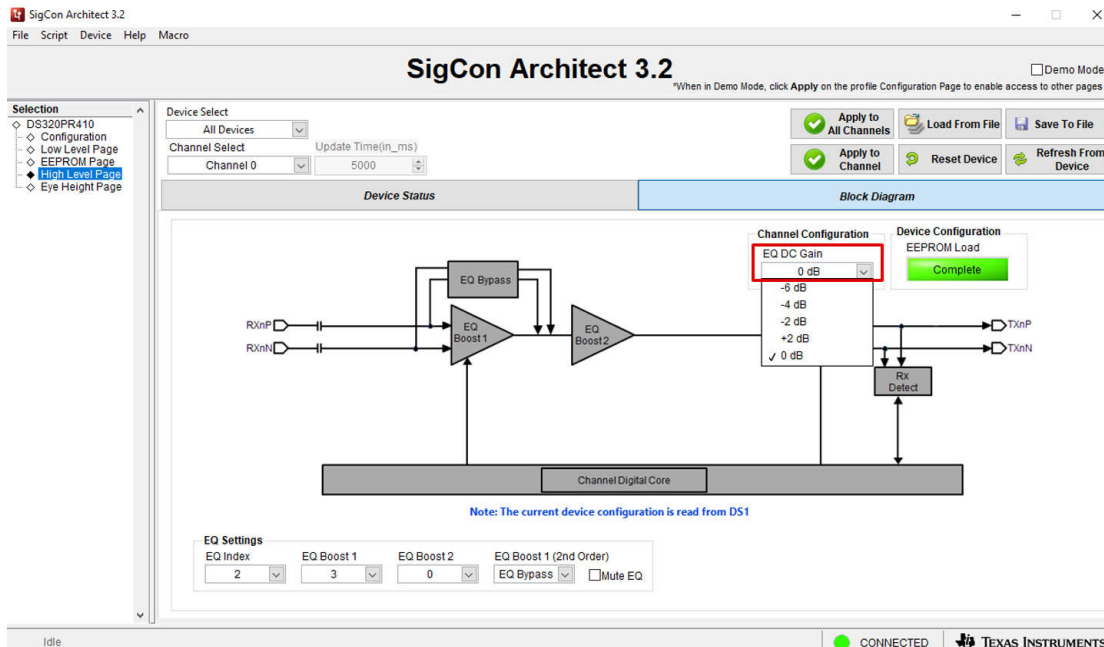 SigCon Architect 3.2
File Script Device Help Macro
SigCon Architect 3.2
Demo Mode
*When in Demo Mode, click Apply on the profile Configuration Page to enable access to other pages
Selection
DS320PR410
Configuration
Low Level Page
EEPROM Page
High Level Page
Eye Height Page
Device Select
All Devices
Channel Select
Channel 0
Update Time(in_ms)
5000
Apply to
All Channels
Load From File
Save To File
Apply to
Channel
Reset Device
Refresh From
Device
Device Status
Block Diagram
Channel Configuration
EQ DC Gain
0 dB
-6 dB
-4 dB
-2 dB
+2 dB
✓ 0 dB
Device Configuration
EEPROM Load
Complete
EQ Bypass
RXnP
RXnN
EQ
Boost 1
EQ
Boost2
TXnP
TXnN
Rx
Detect
Channel Digital Core
Note: The current device configuration is read from DS1
EQ Settings
EQ Index
2
EQ Boost 1
3
EQ Boost 2
0
EQ Boost 1 (2nd Order)
EQ Bypass
Mute EQ
Idle
CONNECTED
TEXAS INSTRUMENTS